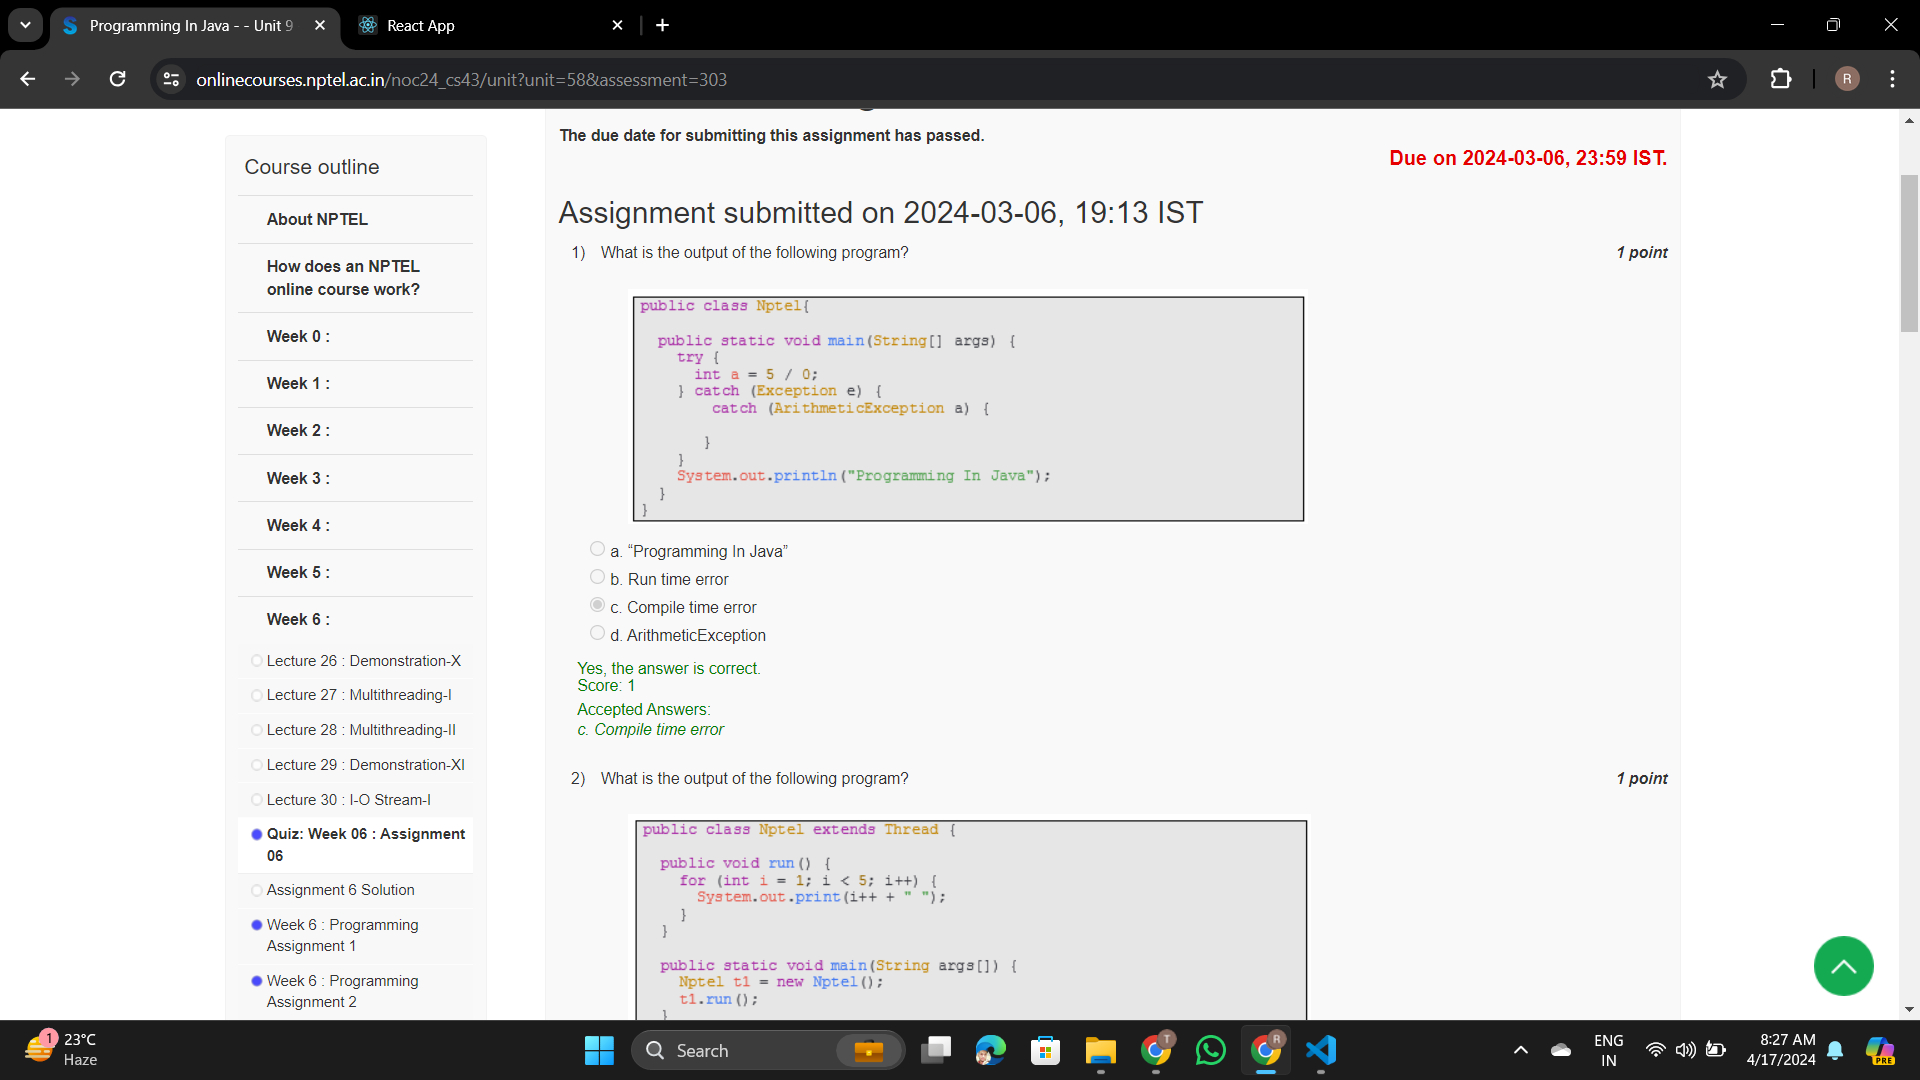 Programming In Java - - Unit 9
React App
onlinecourses.nptel.ac.in/noc24_cs43/unit?unit=58&assessment=303
R
The due date for submitting this assignment has passed.
Due on 2024-03-06, 23:59 IST.
Course outline
About NPTEL
How does an NPTEL
online course work?
Week 0 :
Week 1 :
Week 2 :
Week 3 :
Week 4 :
Week 5 :
Week 6 :
Lecture 26 : Demonstration-X
Lecture 27 : Multithreading-I
Lecture 28 : Multithreading-II
Lecture 29 : Demonstration-XI
Lecture 30 : I-O Stream-I
Quiz: Week 06 : Assignment
06
Assignment 6 Solution
Week 6 : Programming
Assignment 1
Week 6 : Programming
Assignment 2
Assignment submitted on 2024-03-06, 19:13 IST
1) What is the output of the following program?
1 point
public class Nptel{
public static void main(String[] args) {
try {
int a = 5 / 0;
} catch (Exception e) {
catch (ArithmeticException a) {
}
}
System.out.println("Programming In Java");
}
}
a. “Programming In Java”
b. Run time error
c. Compile time error
d. ArithmeticException
Yes, the answer is correct.
Score: 1
Accepted Answers:
c. Compile time error
2) What is the output of the following program?
1 point
public class Nptel extends Thread {
public void run() {
for (int i = 1; i < 5; i++) {
System.out.print(i++ + " ");
}
}
public static void main(String args[]) {
Nptel t1 = new Nptel();
t1.run();
}
1
23°C
Haze
Search
T
R
ENG
IN
8:27 AM
4/17/2024
PRE